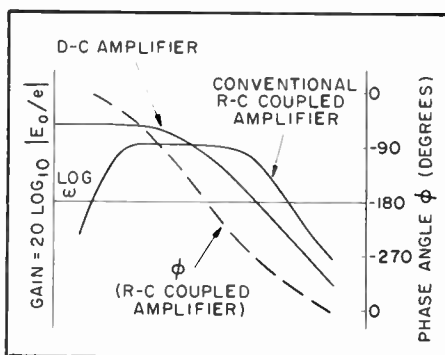 D-C AMPLIFIER
CONVENTIONAL
R-C COUPLED
AMPLIFIER
GAIN = 20 LOG₁₀ |E₀/e|
LOG
ω
ϕ
(R-C COUPLED
AMPLIFIER)
0
-90
-180
-270
0
PHASE ANGLE ϕ (DEGREES)